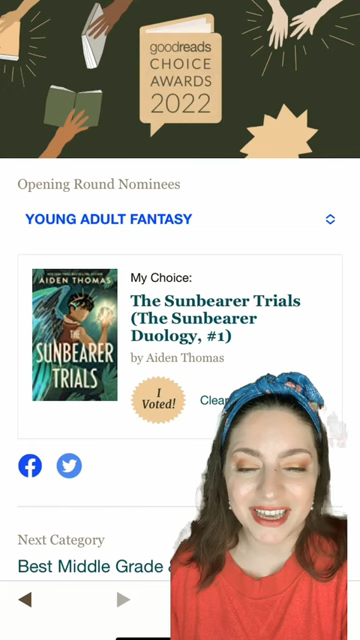 goodreads
CHOICE
AWARDS
2022
Opening Round Nominees
YOUNG ADULT FANTASY
My Choice:
The Sunbearer Trials
(The Sunbearer
Duology, #1)
by Aiden Thomas
AIDEN THOMAS
THE
SUNBEARER
TRIALS
I
Voted!
Clear
Next Category
Best Middle Grade